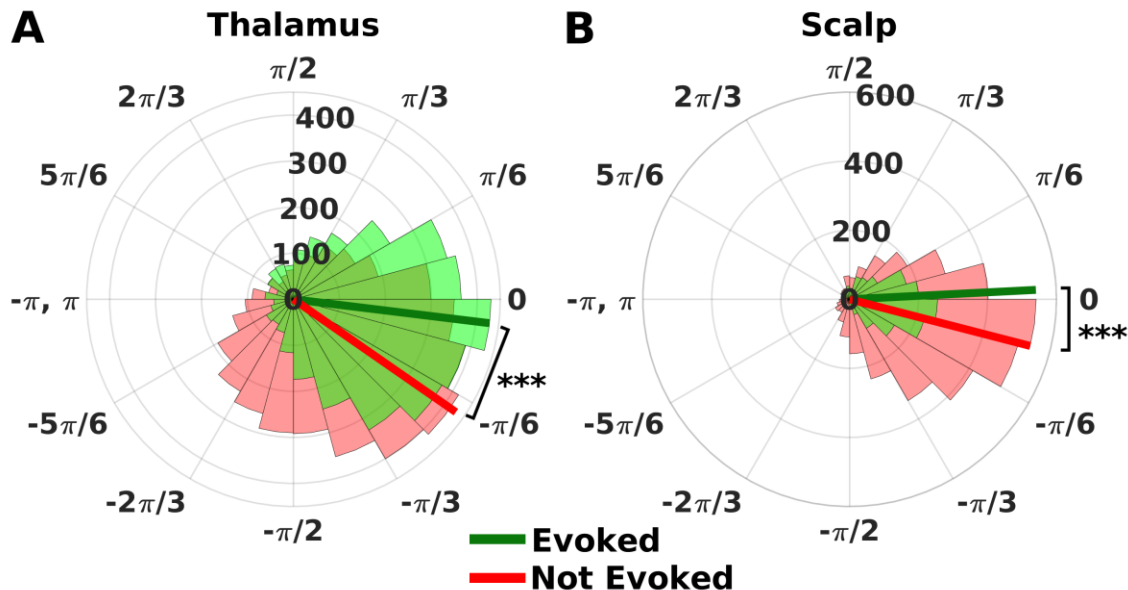 A Thalamus
π/2
2π/3 π/3
400
5π/6 300 π/6
200
100
-π, π 0 0
***
-5π/6 -π/6
-2π/3 -π/3
-π/2
B Scalp
π/2
600
2π/3 π/3
400
5π/6 π/6
200
-π, π 0 0
***
-5π/6 -π/6
-2π/3 -π/3
-π/2
Evoked
Not Evoked